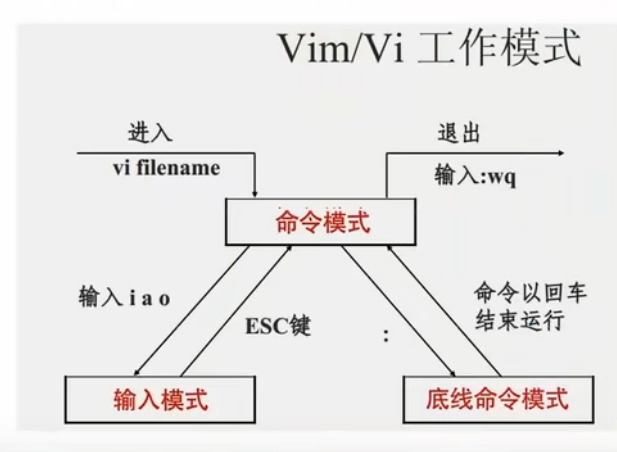 Vim/Vi 工作模式
进入
退出
vi filename
输入:wq
命令模式
输入 i a o
ESC键
:
命令以回车
结束运行
输入模式
底线命令模式